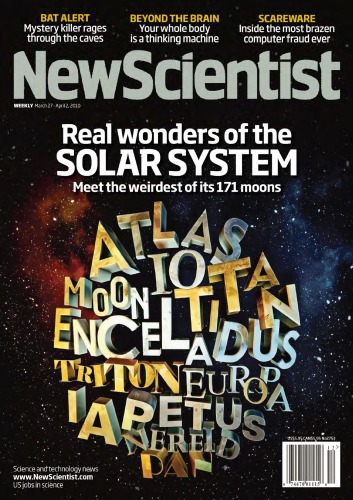 BAT ALERT
Mystery killer rages
through the caves
BEYOND THE BRAIN
Your whole body
is a thinking machine
SCAREWARE
Inside the most brazen
computer fraud ever
NewScientist
WEEKLY March 27 - April 2, 2010
Real wonders of the
SOLAR SYSTEM
Meet the weirdest of its 171 moons
ATLAS
IO
TITAN
MOON
ENCELADUS
TRITON EUROPA
IAPETUS
HEREID
PAN
Science and technology news
www.NewScientist.com
US jobs in science